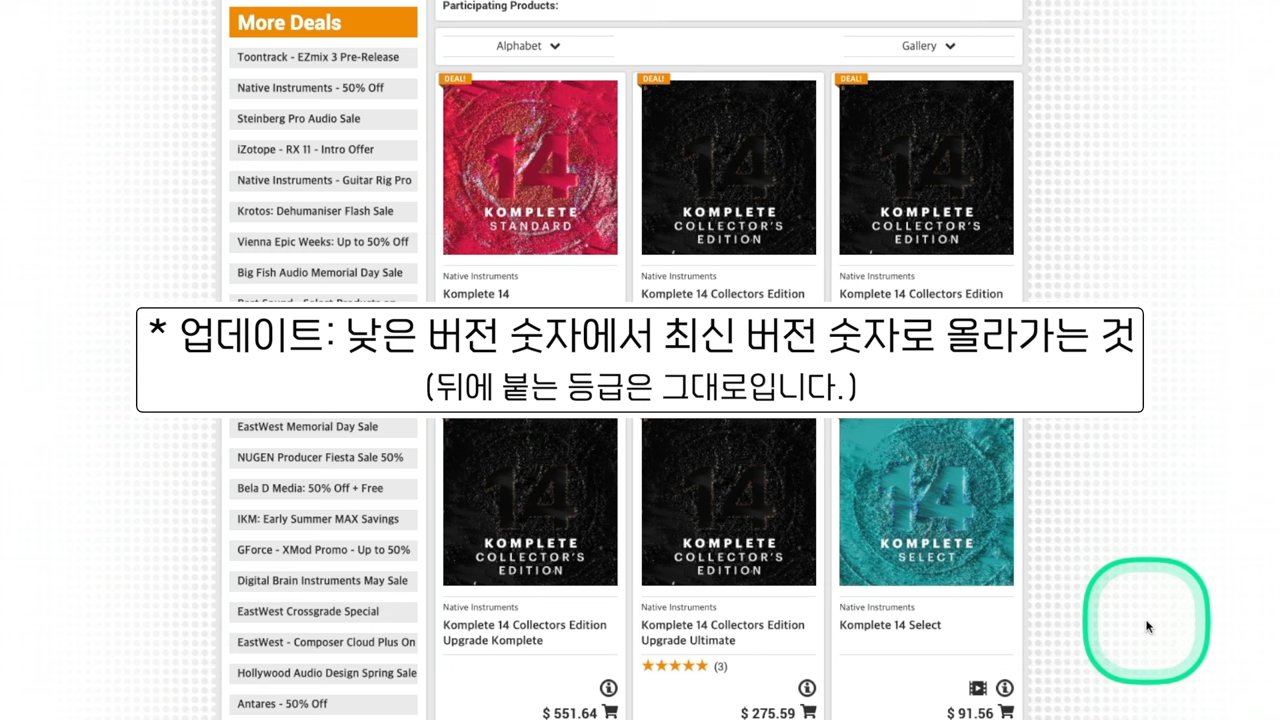 More Deals
Toontrack - EZmix 3 Pre-Release
Native Instruments - 50% Off
Steinberg Pro Audio Sale
iZotope - RX 11 - Intro Offer
Native Instruments - Guitar Rig Pro
Krotos: Dehumaniser Flash Sale
Vienna Epic Weeks: Up to 50% Off
Big Fish Audio Memorial Day Sale
Participating Products:
Alphabet
Gallery
DEAL!
14
KOMPLETE
STANDARD
Native Instruments
Komplete 14
DEAL!
14
KOMPLETE
COLLECTOR'S
EDITION
Native Instruments
Komplete 14 Collectors Edition
DEAL!
14
KOMPLETE
COLLECTOR'S
EDITION
Native Instruments
Komplete 14 Collectors Edition
* 업데이트: 낮은 버전 숫자에서 최신 버전 숫자로 올라가는 것
(뒤에 붙는 등급은 그대로입니다.)
EastWest Memorial Day Sale
NUGEN Producer Fiesta Sale 50%
Bela D Media: 50% Off + Free
IKM: Early Summer MAX Savings
GForce - XMod Promo - Up to 50%
Digital Brain Instruments May Sale
EastWest Crossgrade Special
EastWest - Composer Cloud Plus On
Hollywood Audio Design Spring Sale
Antares - 50% Off
14
KOMPLETE
COLLECTOR'S
EDITION
Native Instruments
Komplete 14 Collectors Edition
Upgrade Komplete
$ 551.64
14
KOMPLETE
COLLECTOR'S
EDITION
Native Instruments
Komplete 14 Collectors Edition
Upgrade Ultimate
(3)
$ 275.59
14
KOMPLETE
SELECT
Native Instruments
Komplete 14 Select
$ 91.56